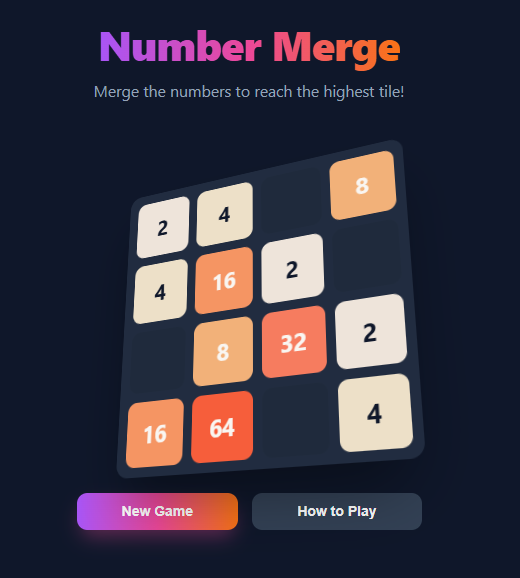 Number Merge
Merge the numbers to reach the highest tile!
2 4 8
4 16 2
8 32 2
16 64 4
New Game How to Play